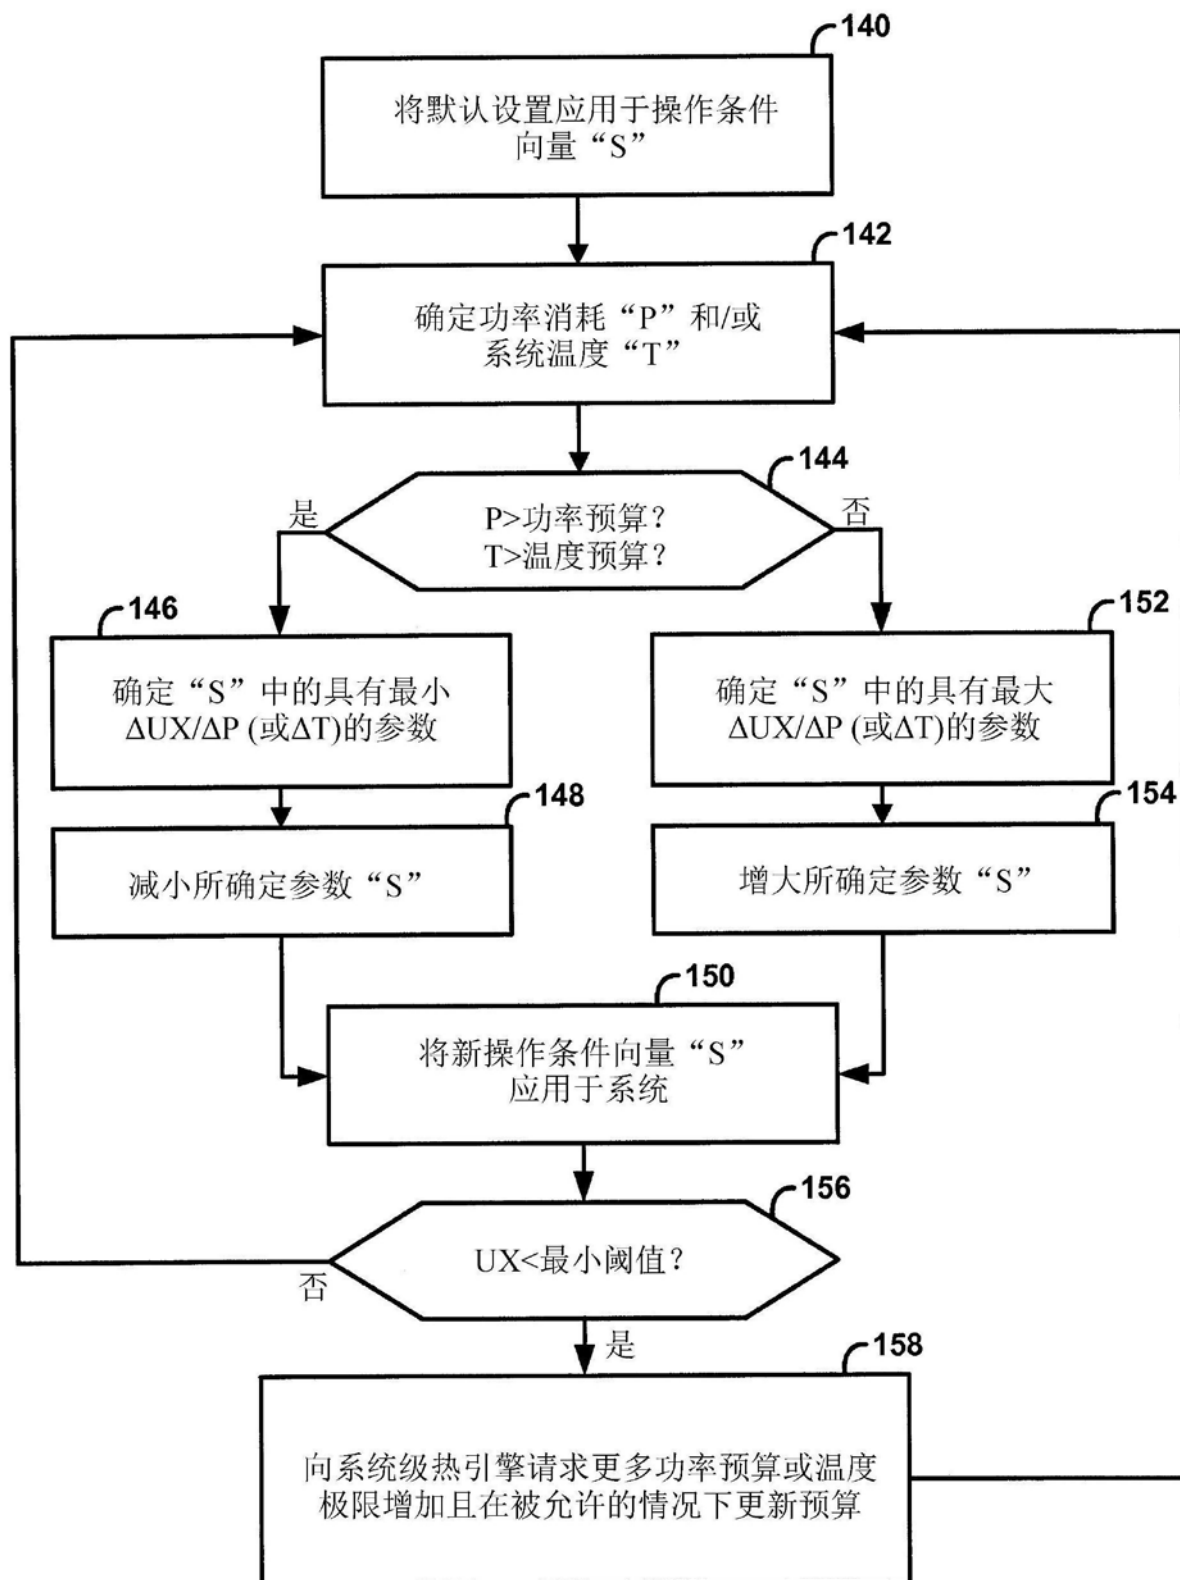 140
将默认设置应用于操作条件
向量“S”
142
确定功率消耗“P”和/或
系统温度“T”
144
是
P>功率预算?
T>温度预算?
否
146
确定“S”中的具有最小
ΔUX/ΔP (或ΔT)的参数
152
确定“S”中的具有最大
ΔUX/ΔP (或ΔT)的参数
148
减小所确定参数“S”
154
增大所确定参数“S”
150
将新操作条件向量“S”
应用于系统
156
UX<最小阈值?
否
是
158
向系统级热引擎请求更多功率预算或温度
极限增加且在被允许的情况下更新预算